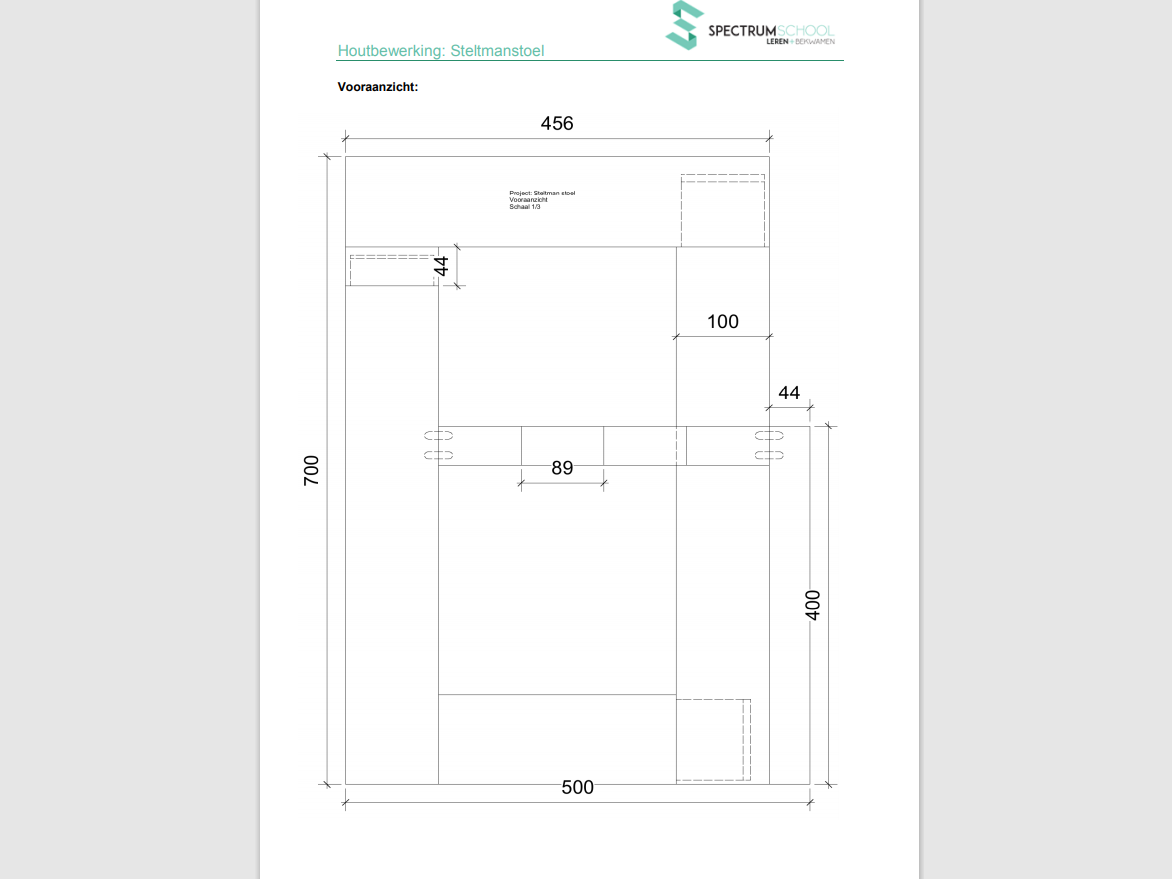 SPECTRUMSCHOOL
LEREN + BEKWAMEN
Houtbewerking: Steltmanstoel
Vooraanzicht:
456
Project: Steltman stoel
Vooraanzicht
Schaal 1/3
44
100
44
89
700
400
500